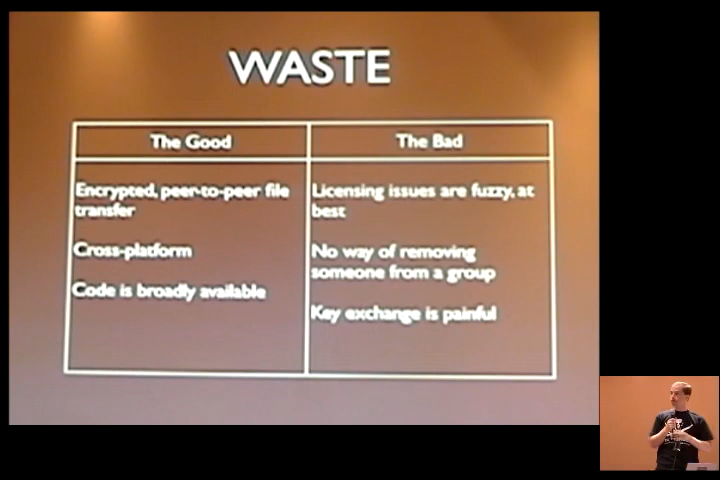 WASTE
The Good
The Bad
Encrypted, peer-to-peer file
transfer
Cross-platform
Code is broadly available
Licensing issues are fuzzy, at
best
No way of removing
someone from a group
Key exchange is painful